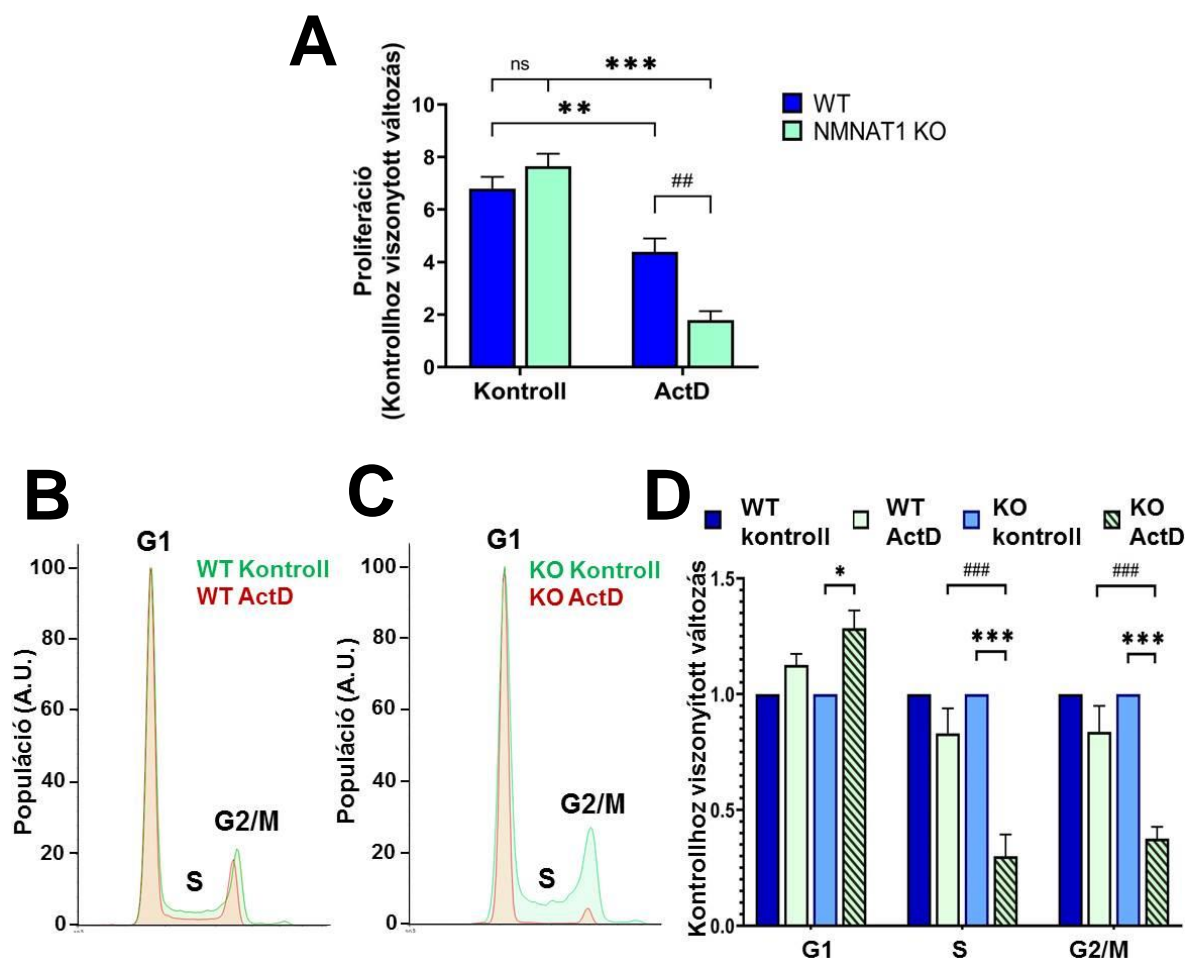 A
Proliferáció
(Kontrollhoz viszonytott változás)
ns
***
**
##
10
8
6
4
2
0
Kontroll
ActD
WT
NMNAT1 KO
B
G1
WT Kontroll
WT ActD
Populáció (A.U.)
100
80
60
40
20
0
S
G2/M
C
G1
KO Kontroll
KO ActD
Populáció (A.U.)
100
80
60
40
20
0
S
G2/M
D
WT
kontroll
WT
ActD
KO
kontroll
KO
ActD
Kontrollhoz viszonyított változás
1.5
1.0
0.5
0.0
*
###
***
###
***
G1
S
G2/M